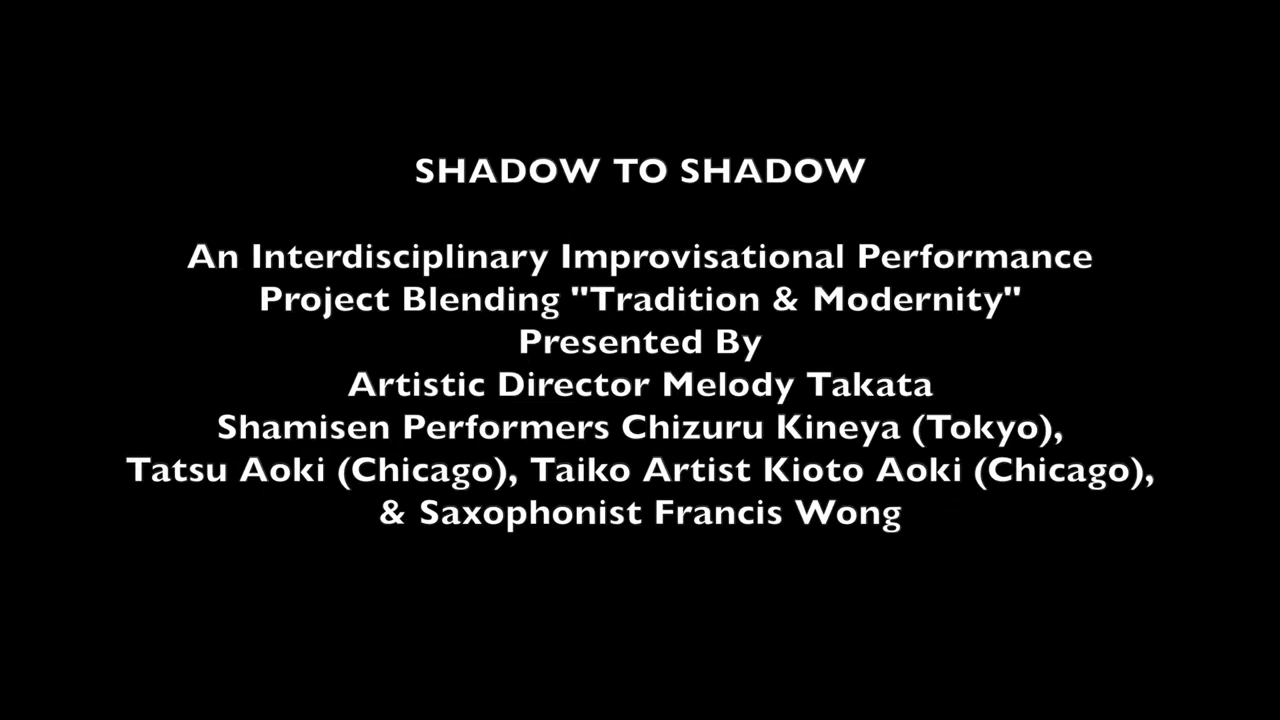 SHADOW TO SHADOW
An Interdisciplinary Improvisational Performance
Project Blending "Tradition & Modernity"
Presented By
Artistic Director Melody Takata
Shamisen Performers Chizuru Kineya (Tokyo),
Tatsu Aoki (Chicago), Taiko Artist Kioto Aoki (Chicago),
& Saxophonist Francis Wong